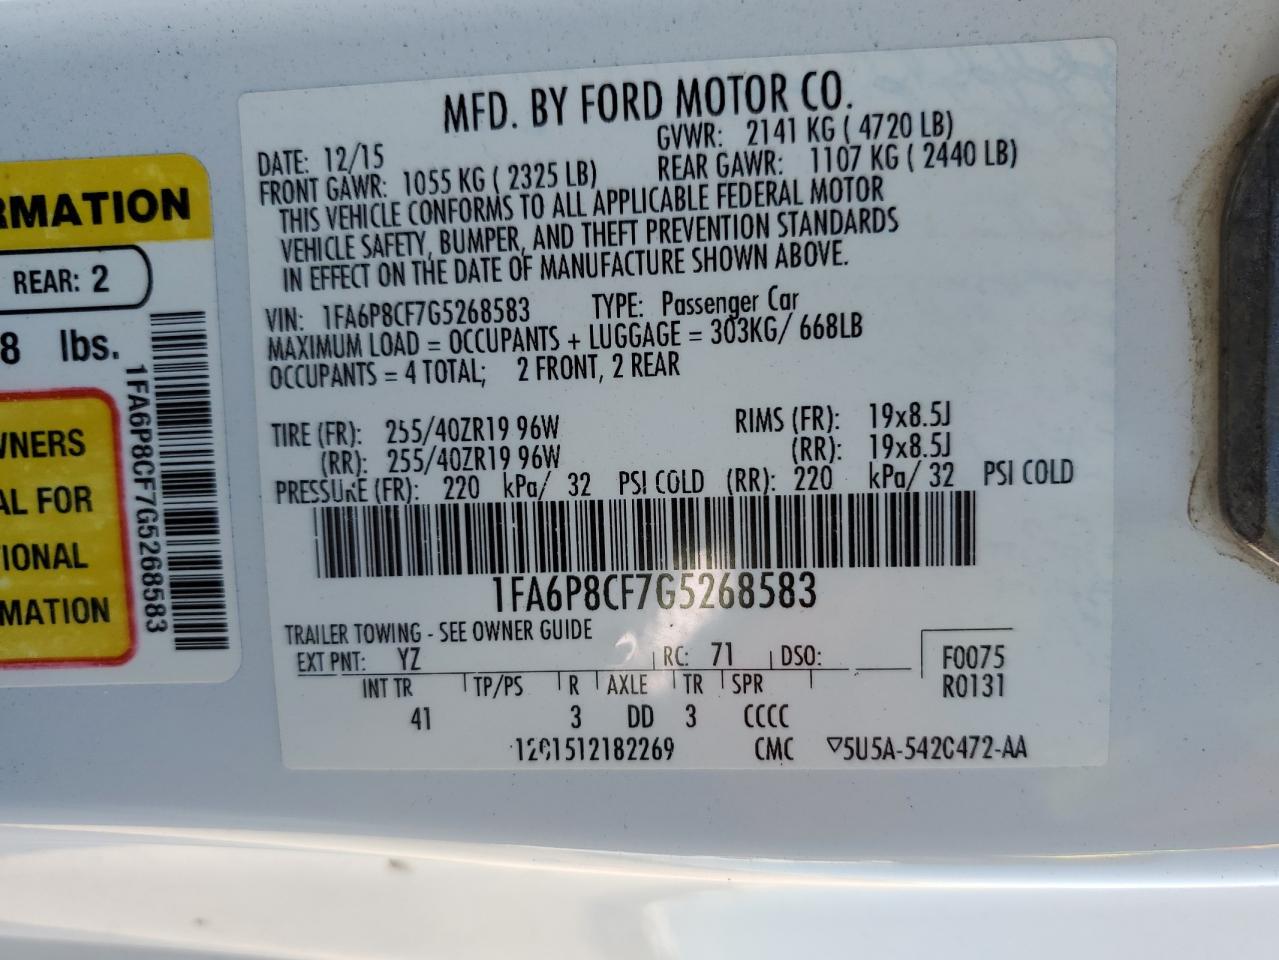 RMATION
REAR: 2
8 lbs.
WNERS
AL FOR
TIONAL
MATION
1FA6P8CF7G5268583
MFD. BY FORD MOTOR CO.
DATE: 12/15 GVWR: 2141 KG ( 4720 LB)
FRONT GAWR: 1055 KG ( 2325 LB) REAR GAWR: 1107 KG ( 2440 LB)
THIS VEHICLE CONFORMS TO ALL APPLICABLE FEDERAL MOTOR
VEHICLE SAFETY, BUMPER, AND THEFT PREVENTION STANDARDS
IN EFFECT ON THE DATE OF MANUFACTURE SHOWN ABOVE.
VIN: 1FA6P8CF7G5268583 TYPE: Passenger Car
MAXIMUM LOAD = OCCUPANTS + LUGGAGE = 303KG/ 668LB
OCCUPANTS = 4 TOTAL; 2 FRONT, 2 REAR
TIRE (FR): 255/40ZR19 96W RIMS (FR): 19x8.5J
(RR): 255/40ZR19 96W (RR): 19x8.5J
PRESSURE (FR): 220 kPa/ 32 PSI COLD (RR): 220 kPa/ 32 PSI COLD
1FA6P8CF7G5268583
TRAILER TOWING - SEE OWNER GUIDE
EXT PNT: YZ RC: 71 DSO: F0075
INT TR TP/PS R AXLE TR SPR R0131
41 3 DD 3 CCCC
CMC ▽5U5A-542C472-AA